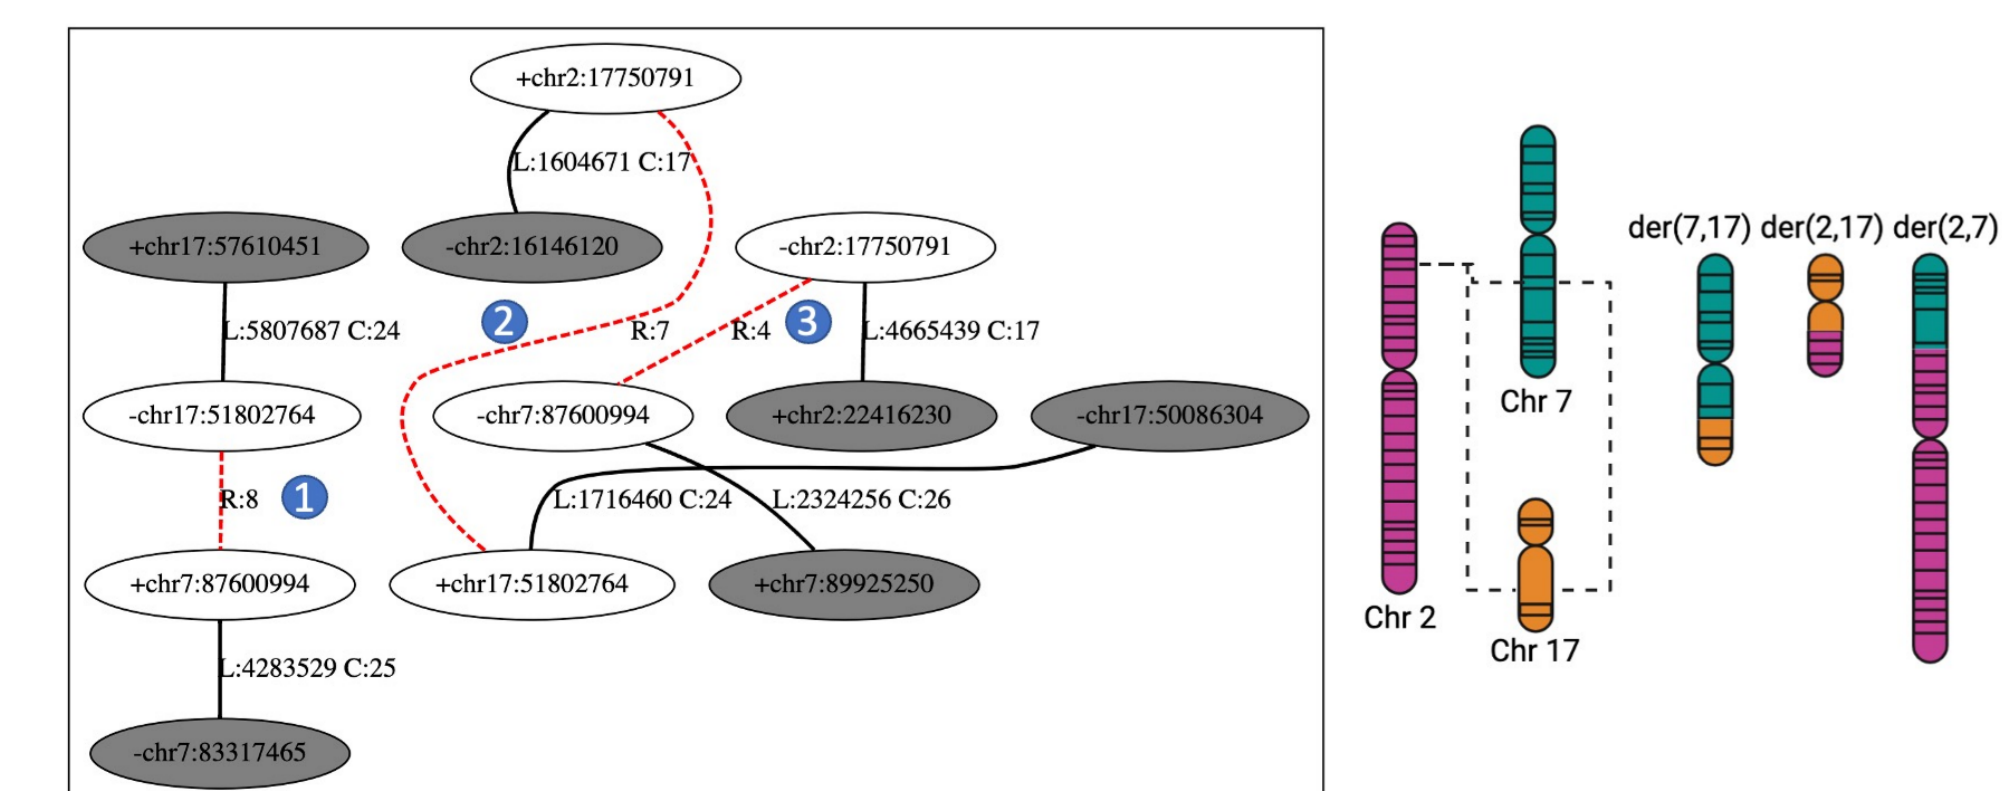 +chr2:17750791
L:1604671 C:17
+chr17:57610451
-chr2:16146120
-chr2:17750791
L:5807687 C:24
2
R:7
R:4
3
L:4665439 C:17
-chr17:51802764
-chr7:87600994
+chr2:22416230
-chr17:50086304
R:8
1
L:1716460 C:24
L:2324256 C:26
+chr7:87600994
+chr17:51802764
+chr7:89925250
L:4283529 C:25
-chr7:83317465
der(7,17) der(2,17) der(2,7)
Chr 7
Chr 2
Chr 17